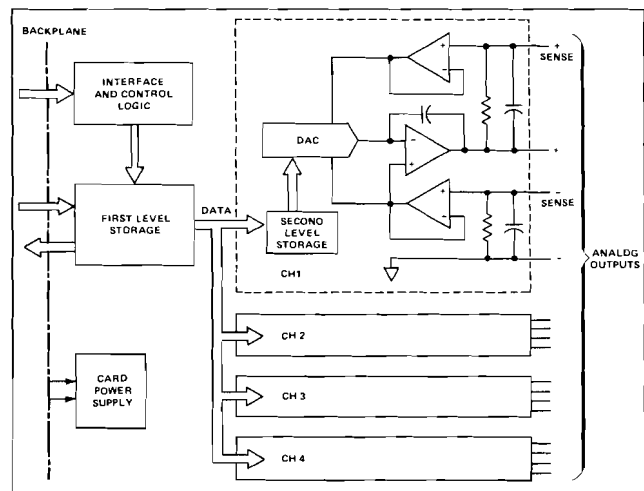 BACKPLANE
INTERFACE
AND CONTROL
LOGIC
FIRST LEVEL
STORAGE
DATA
CARD
POWER
SUPPLY
DAC
SECOND
LEVEL
STORAGE
CH1
-
+
+
SENSE
+
-
SENSE
-
ANALOG
OUTPUTS
CH 2
CH 3
CH 4